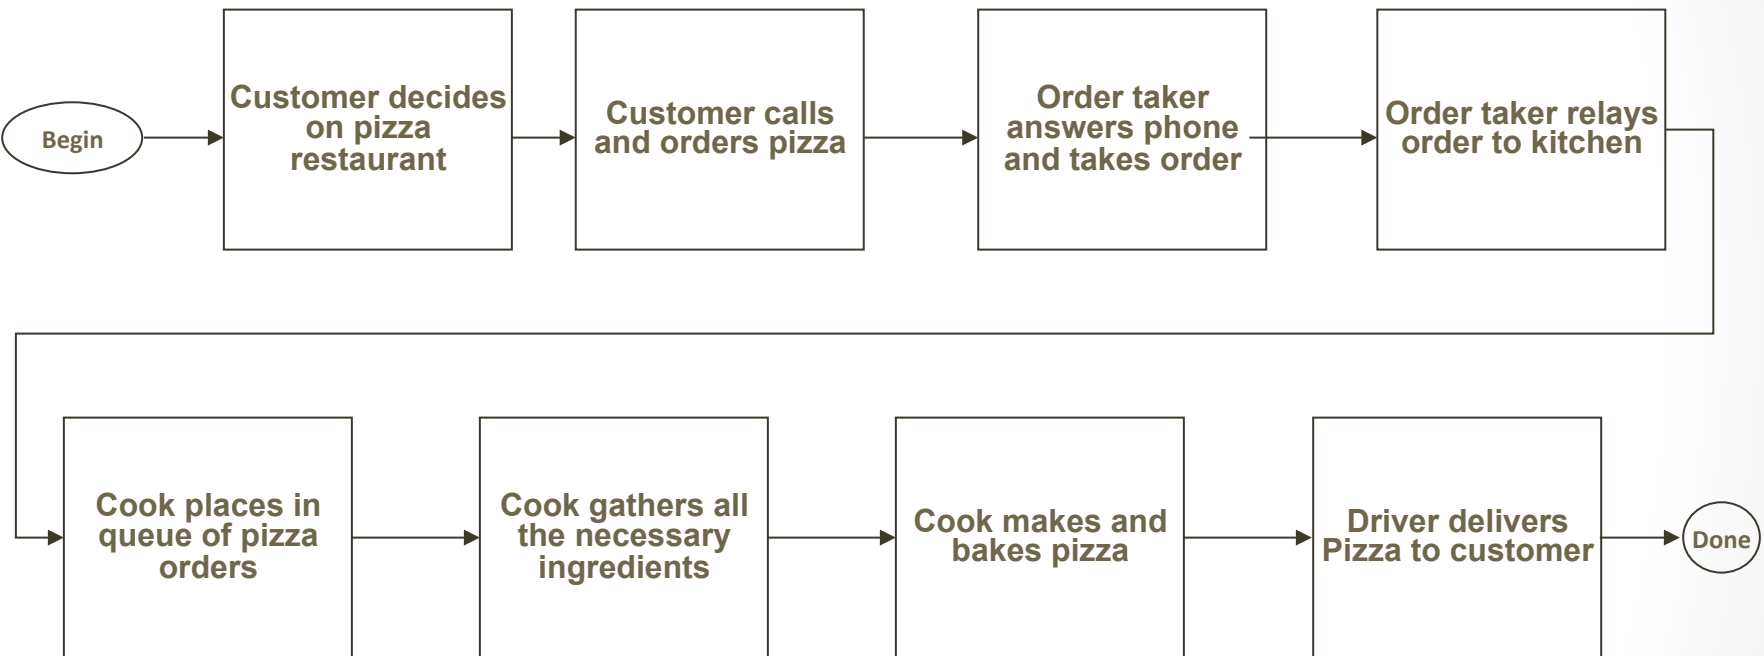 Begin
Customer decides
on pizza
restaurant
Customer calls
and orders pizza
Order taker
answers phone
and takes order
Order taker relays
order to kitchen
Cook places in
queue of pizza
orders
Cook gathers all
the necessary
ingredients
Cook makes and
bakes pizza
Driver delivers
Pizza to customer
Done